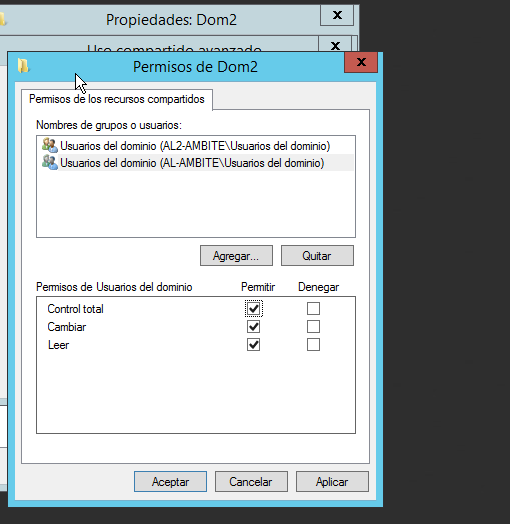 Propiedades: Dom2
x
Uso compartido avanzado
x
Permisos de Dom2
x
Permisos de los recursos compartidos
Nombres de grupos o usuarios:
Usuarios del dominio (AL2-AMBITE\Usuarios del dominio)
Usuarios del dominio (AL-AMBITE\Usuarios del dominio)
Agregar... Quitar
Permisos de Usuarios del dominio Permitir Denegar
Control total
Cambiar
Leer
Aceptar Cancelar Aplicar